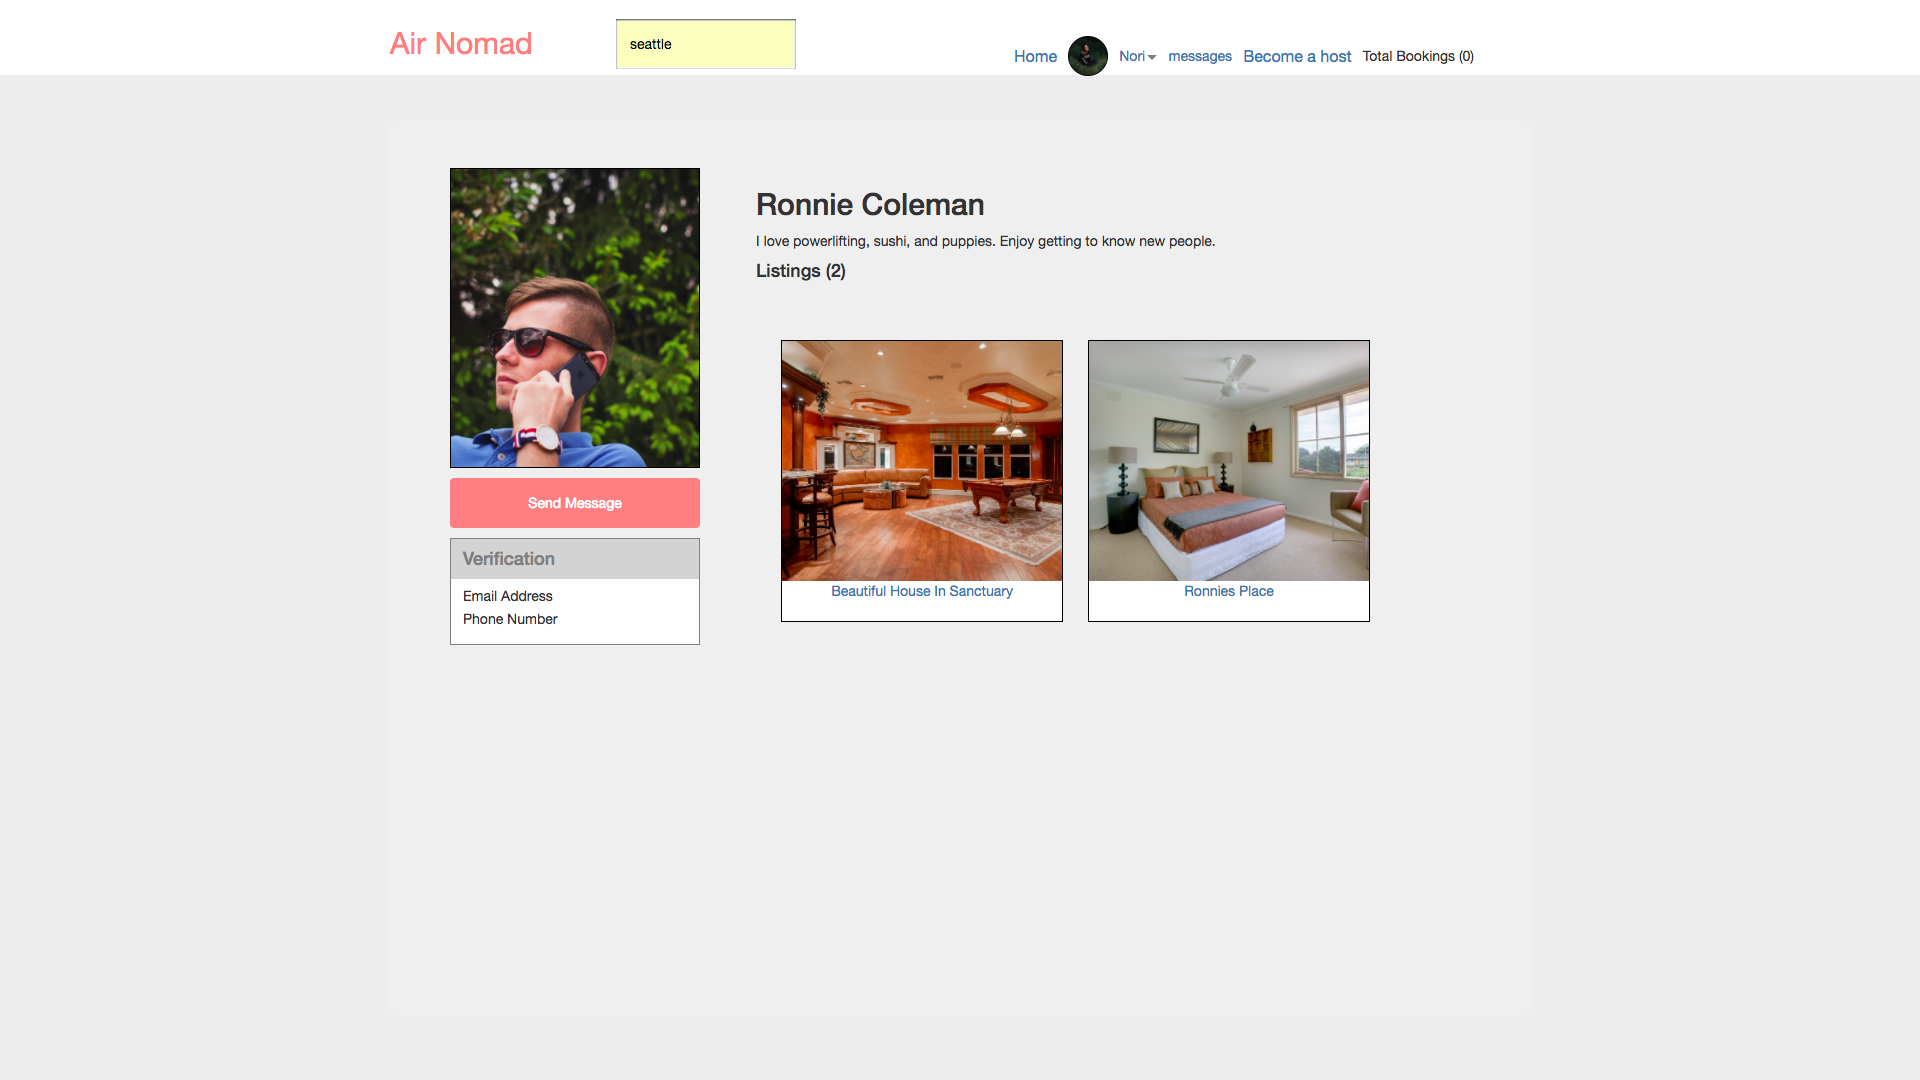 Air Nomad
seattle
Home
Nori
messages
Become a host
Total Bookings (0)
Ronnie Coleman
I love powerlifting, sushi, and puppies. Enjoy getting to know new people.
Listings (2)
Send Message
Verification
Email Address
Phone Number
Beautiful House In Sanctuary
Ronnies Place